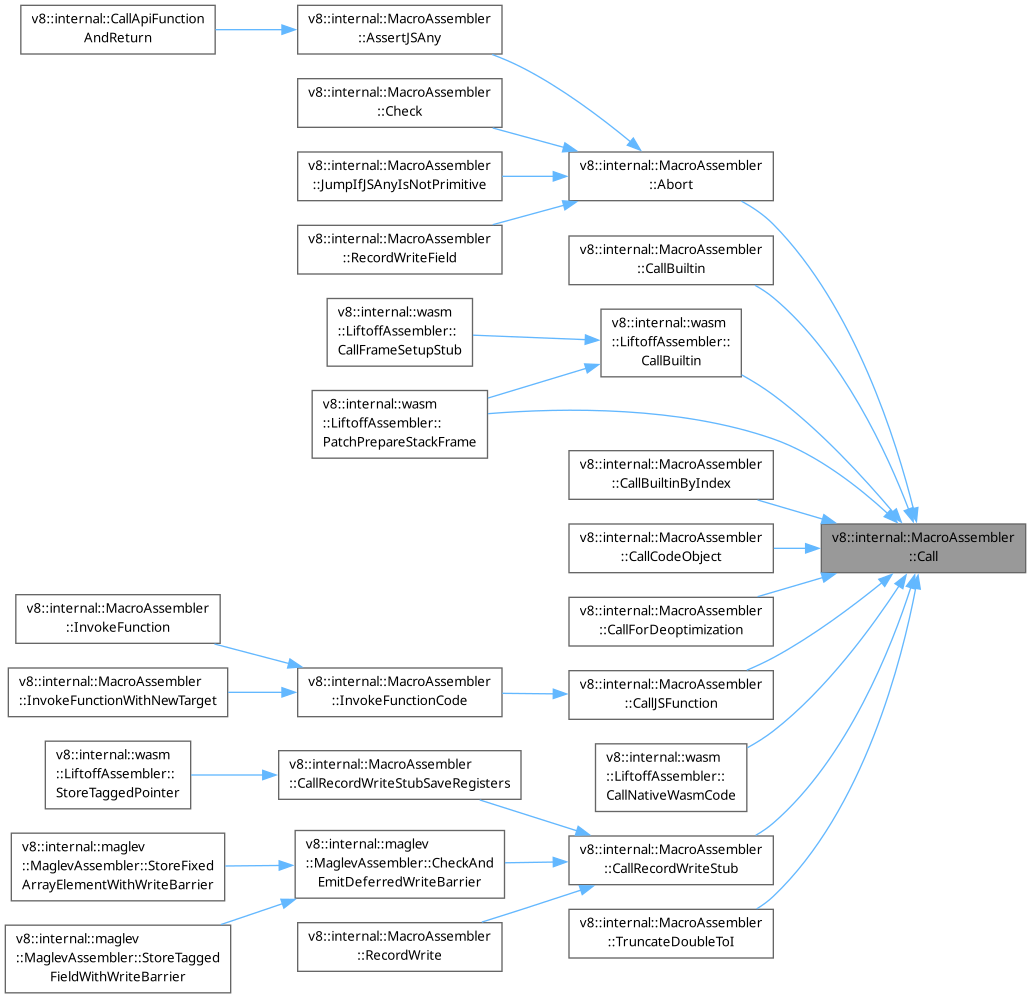 v8::internal::CallApiFunction
AndReturn
v8::internal::MacroAssembler
::AssertJSAny
v8::internal::MacroAssembler
::Check
v8::internal::MacroAssembler
::JumpIfJSAnyIsNotPrimitive
v8::internal::MacroAssembler
::Abort
v8::internal::MacroAssembler
::RecordWriteField
v8::internal::MacroAssembler
::CallBuiltin
v8::internal::wasm
::LiftoffAssembler::
CallFrameSetupStub
v8::internal::wasm
::LiftoffAssembler::
CallBuiltin
v8::internal::wasm
::LiftoffAssembler::
PatchPrepareStackFrame
v8::internal::MacroAssembler
::CallBuiltinByIndex
v8::internal::MacroAssembler
::CallCodeObject
v8::internal::MacroAssembler
::Call
v8::internal::MacroAssembler
::CallForDeoptimization
v8::internal::MacroAssembler
::InvokeFunction
v8::internal::MacroAssembler
::InvokeFunctionWithNewTarget
v8::internal::MacroAssembler
::InvokeFunctionCode
v8::internal::MacroAssembler
::CallJSFunction
v8::internal::wasm
::LiftoffAssembler::
StoreTaggedPointer
v8::internal::MacroAssembler
::CallRecordWriteStubSaveRegisters
v8::internal::wasm
::LiftoffAssembler::
CallNativeWasmCode
v8::internal::maglev
::MaglevAssembler::StoreFixed
ArrayElementWithWriteBarrier
v8::internal::maglev
::MaglevAssembler::CheckAnd
EmitDeferredWriteBarrier
v8::internal::MacroAssembler
::CallRecordWriteStub
v8::internal::maglev
::MaglevAssembler::StoreTagged
FieldWithWriteBarrier
v8::internal::MacroAssembler
::RecordWrite
v8::internal::MacroAssembler
::TruncateDoubleToI